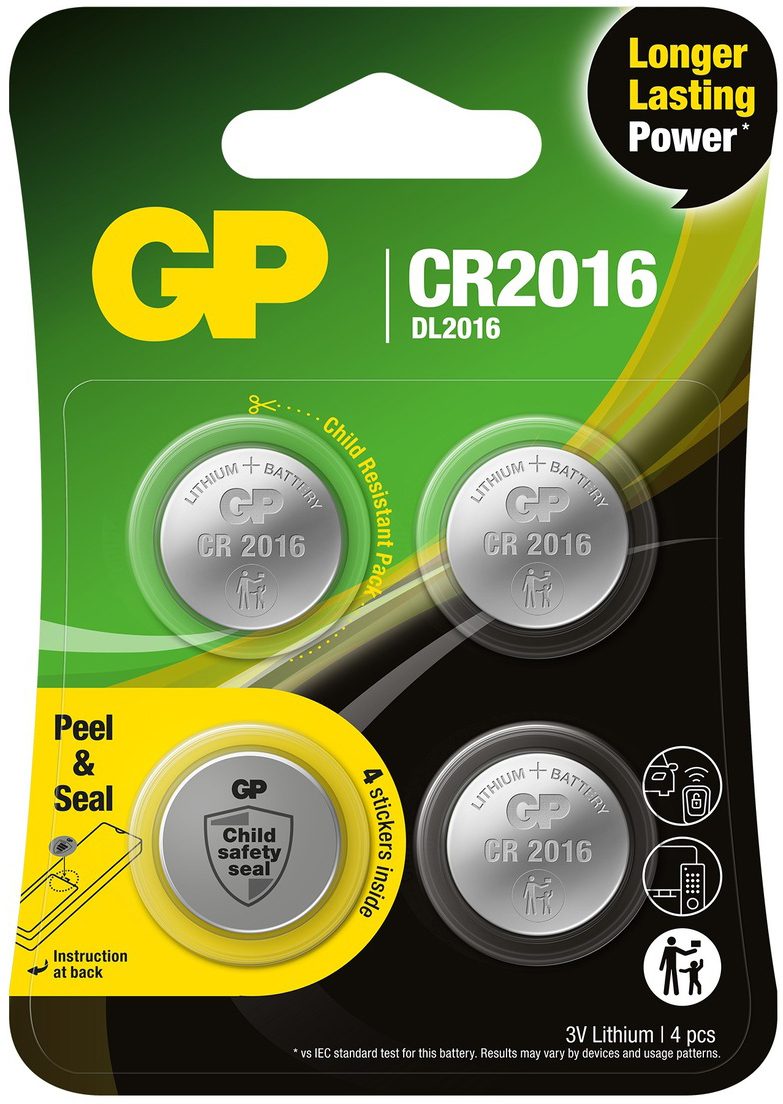 Longer
Lasting
Power*
GP
CR2016
DL2016
Child Resistant Pack
LITHIUM + BATTERY
GP
CR 2016
LITHIUM + BATTERY
GP
CR 2016
Peel
&
Seal
GP
Child
safety
seal
4 stickers inside
Instruction
at back
LITHIUM + BATTERY
GP
CR 2016
3V Lithium | 4 pcs
* vs IEC standard test for this battery. Results may vary by devices and usage patterns.